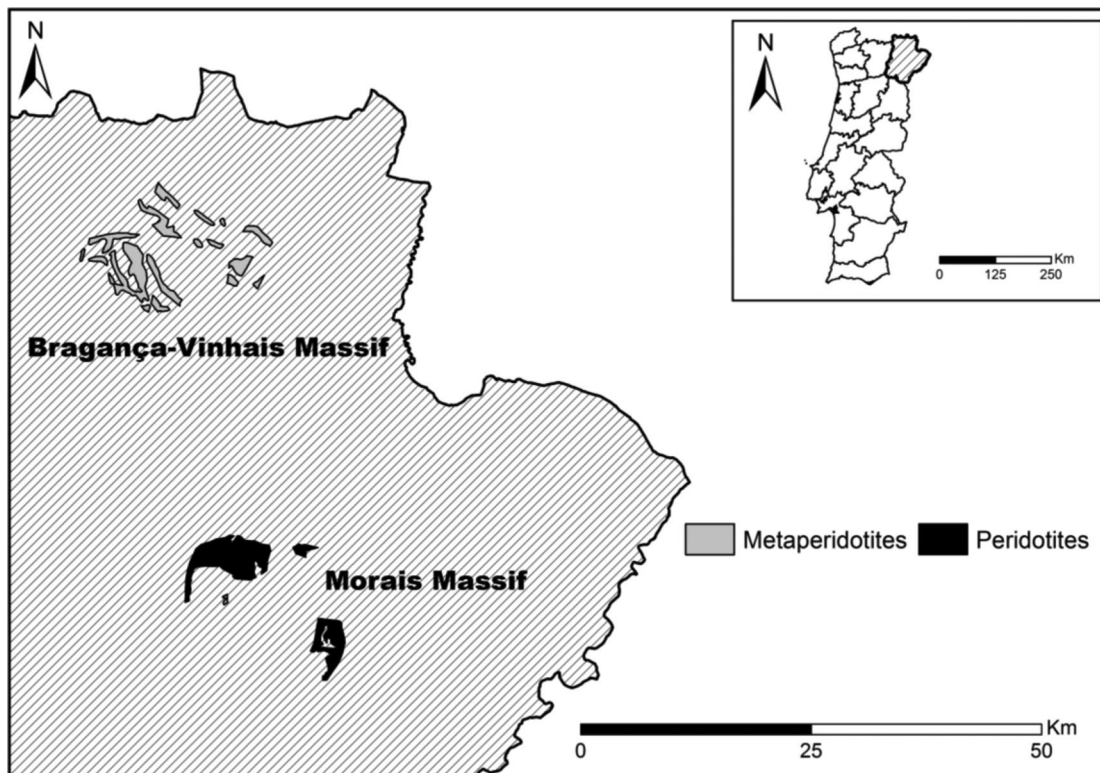 N
N
Km
0 125 250
Bragança-Vinhais Massif
Metaperidotites Peridotites
Morais Massif
Km
0 25 50